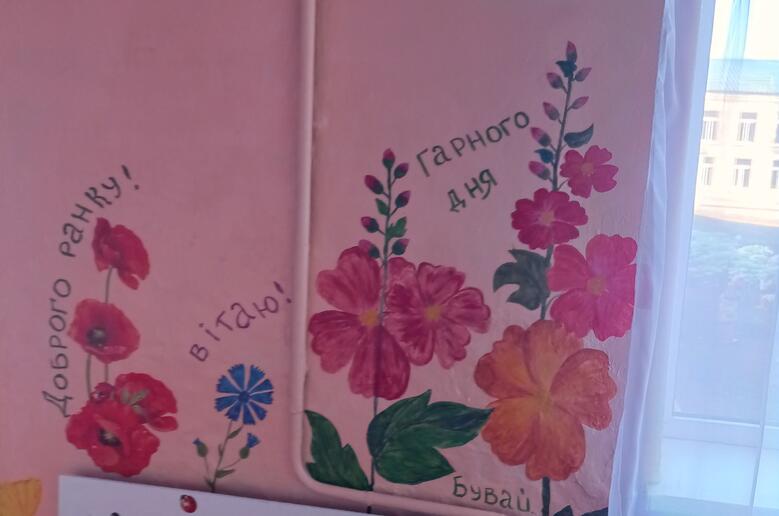 Доброго ранку!
вітаю!
Гарного
дня
Бувай